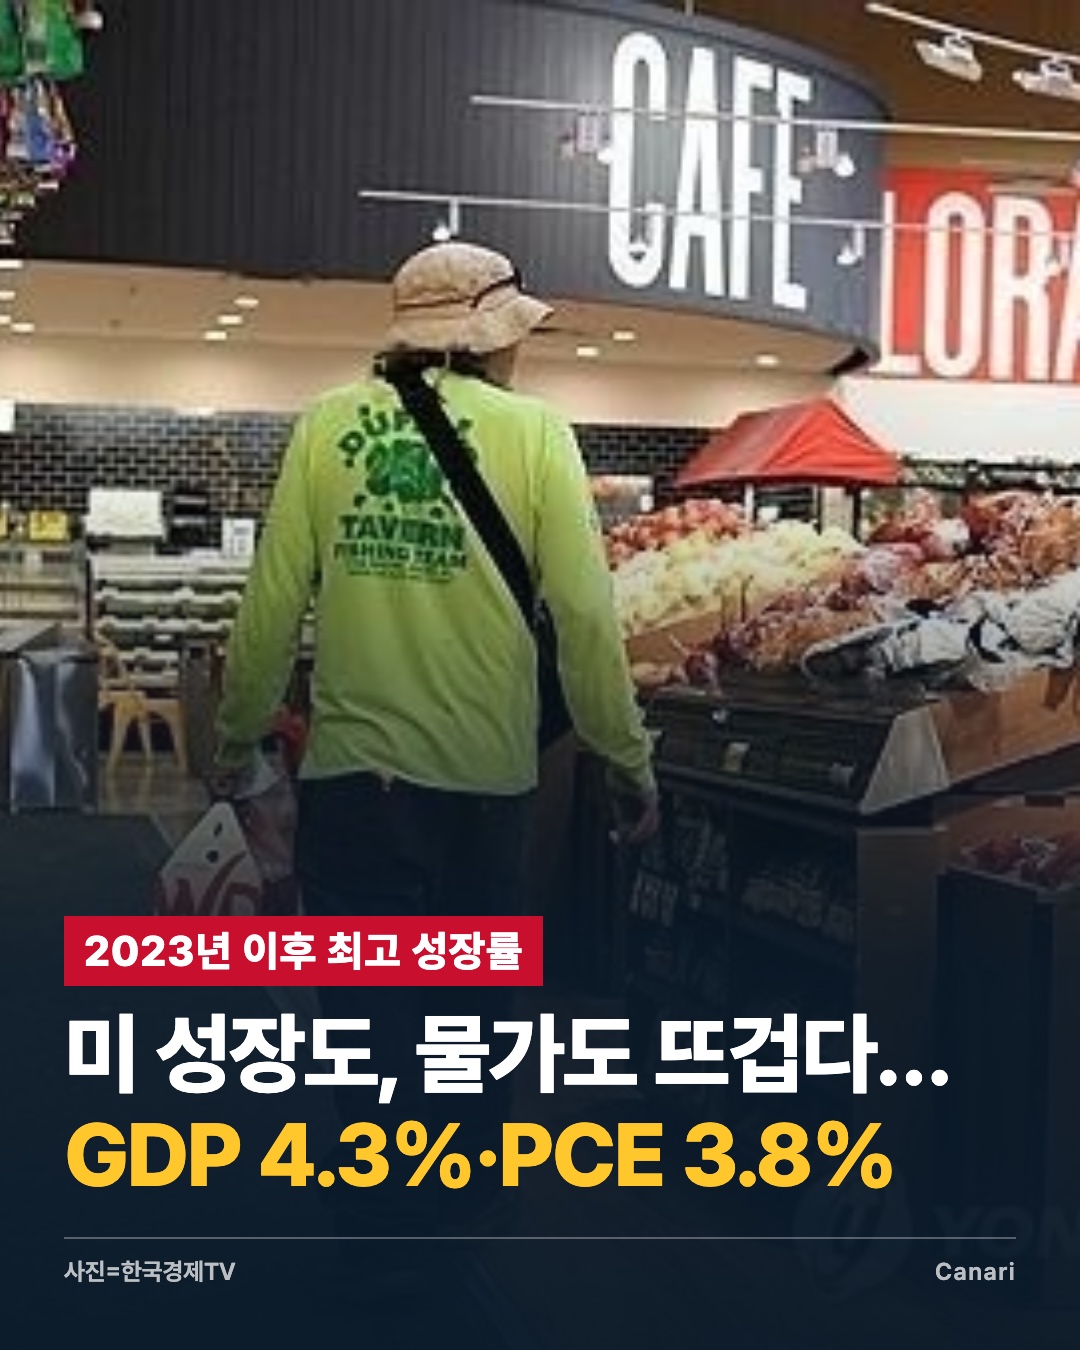 CAFE
TAVERN
FISHING TEAM
2023년 이후 최고 성장률
미 성장도, 물가도 뜨겁다...
GDP 4.3%·PCE 3.8%
사진=한국경제TV
Canari